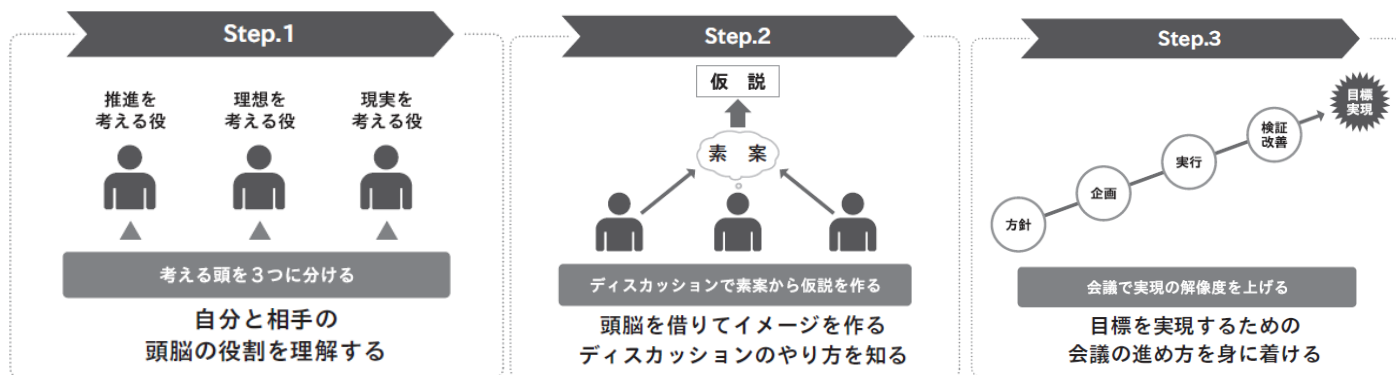 Step.1
推進を
考える役
理想を
考える役
現実を
考える役
考える頭を3つに分ける
自分と相手の
頭脳の役割を理解する
Step.2
仮 説
素 案
ディスカッションで素案から仮説を作る
頭脳を借りてイメージを作る
ディスカッションのやり方を知る
Step.3
目標
実現
検証
改善
実行
企画
方針
会議で実現の解像度を上げる
目標を実現するための
会議の進め方を身に着ける